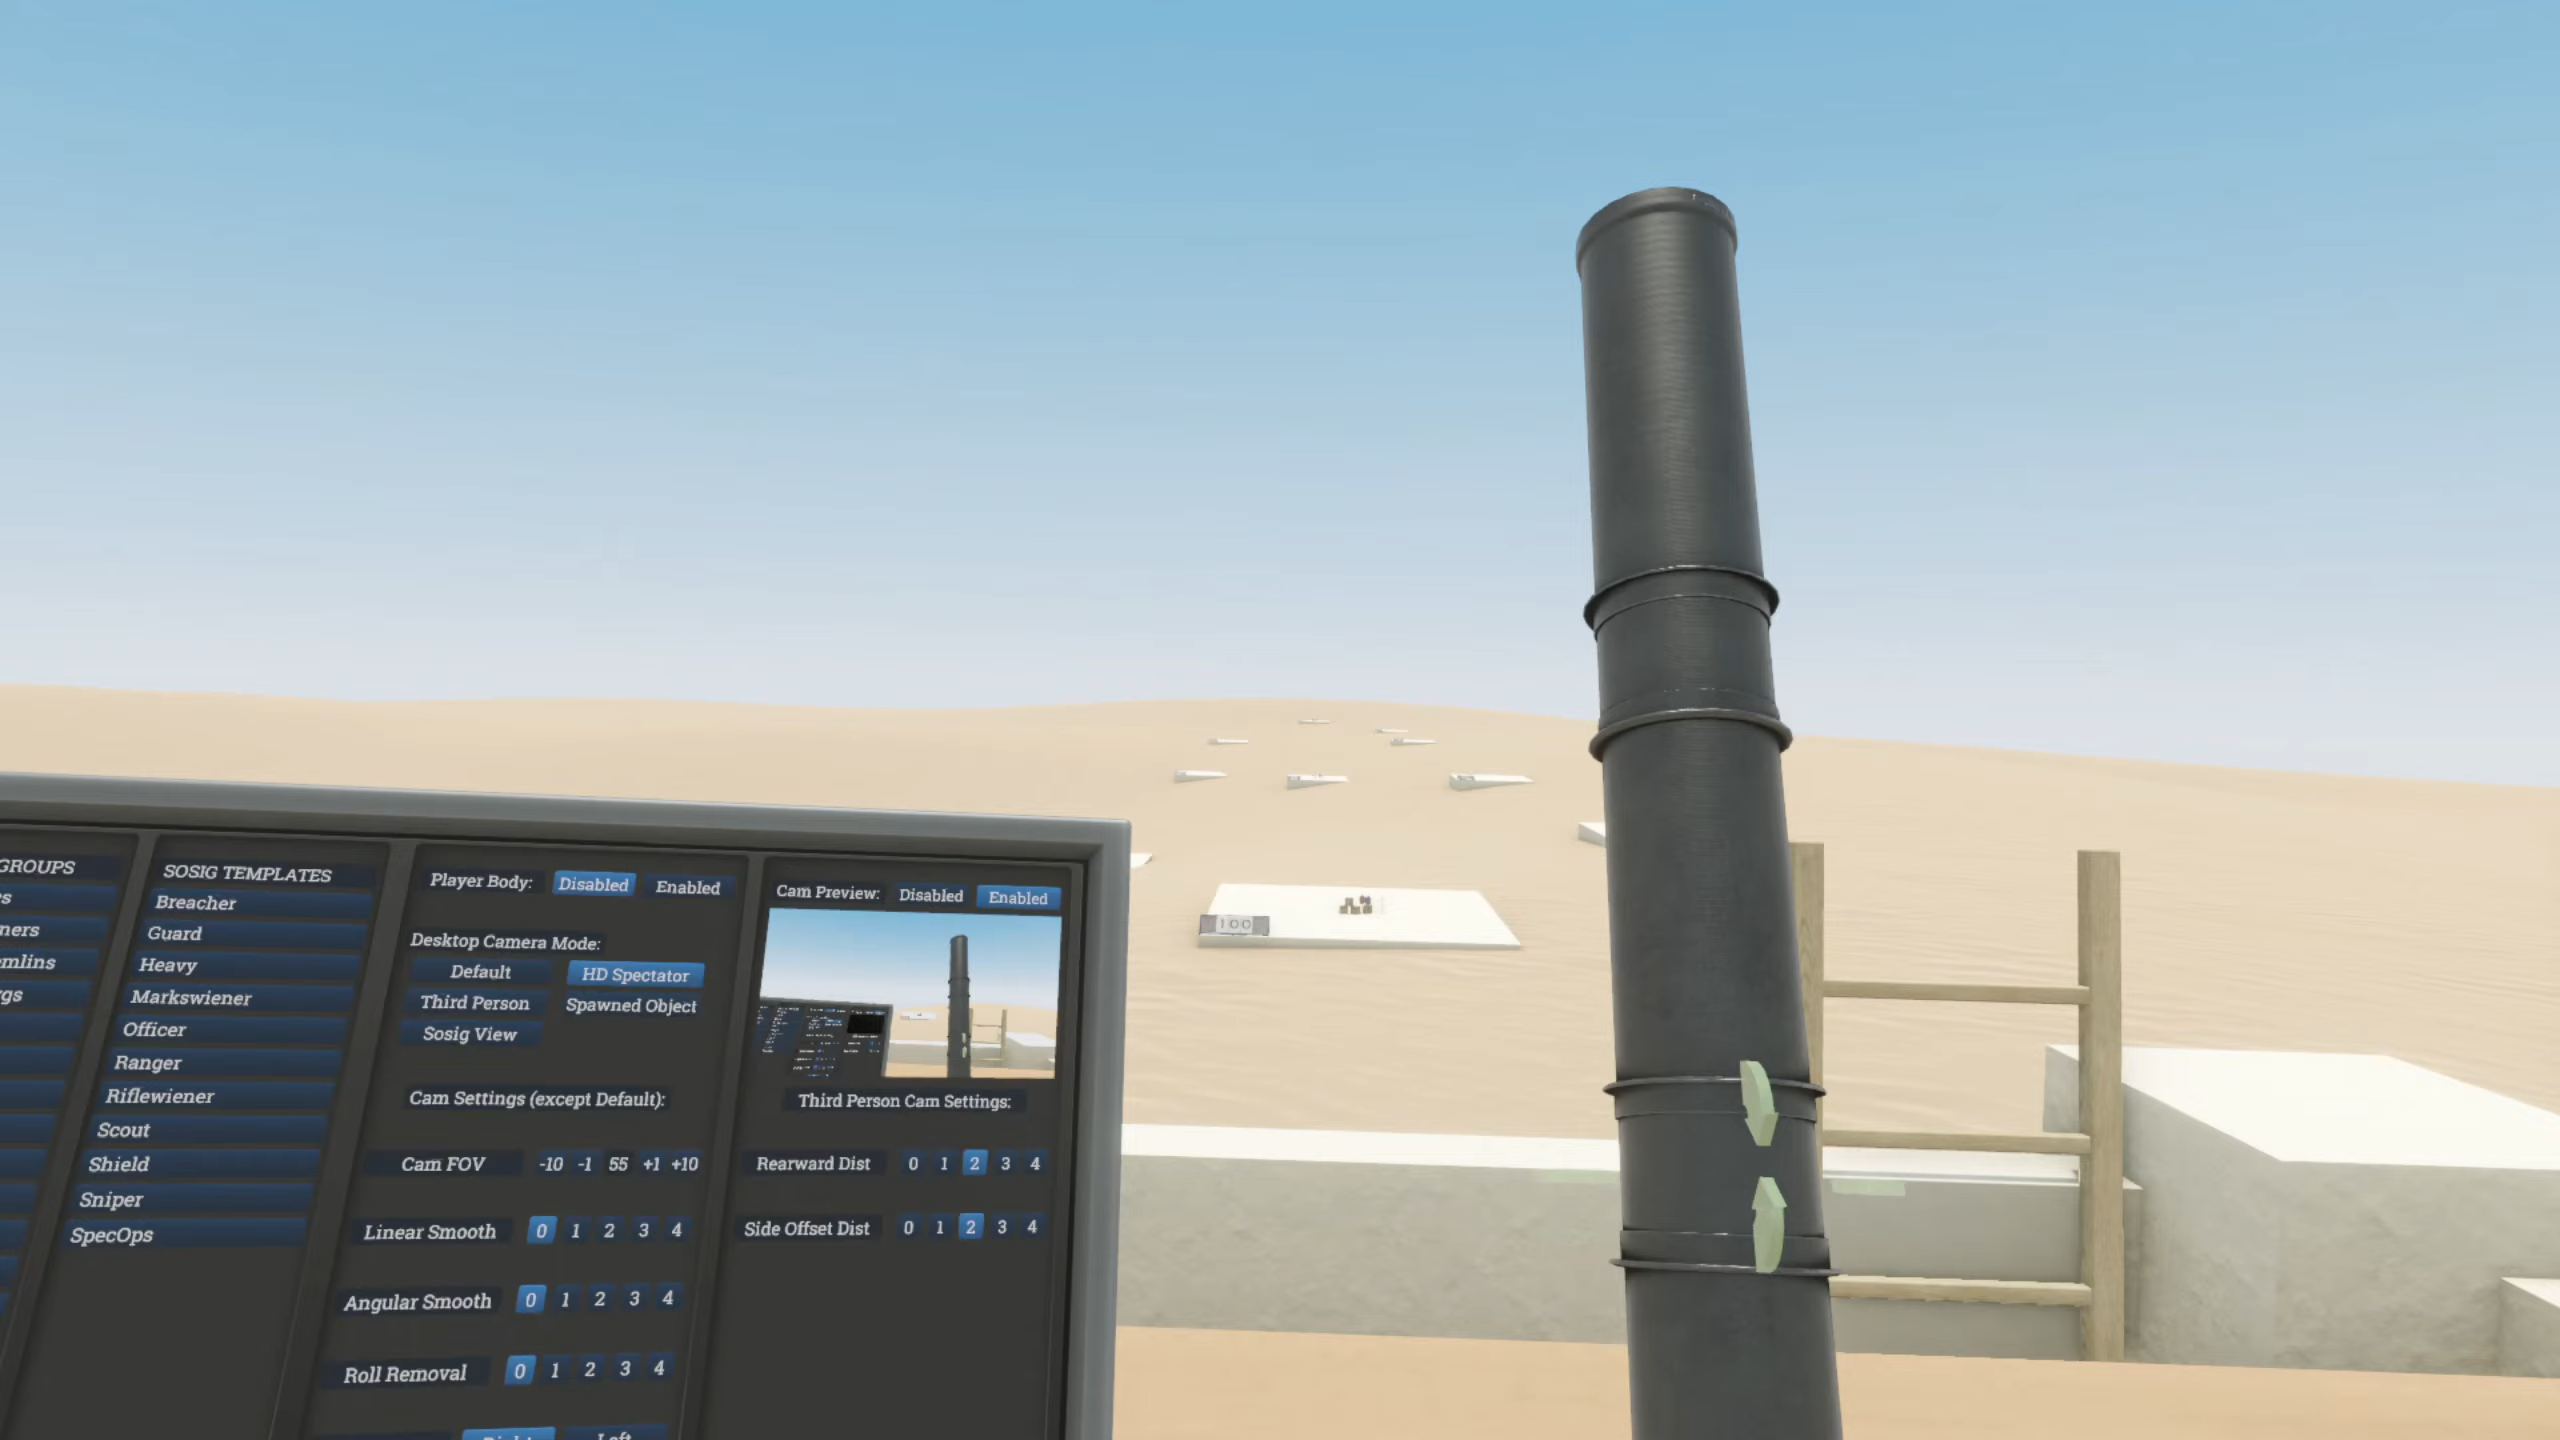 GROUPS
SOSIG TEMPLATES
Breacher
Guard
Heavy
Markswiener
Officer
Ranger
Riflewiener
Scout
Shield
Sniper
SpecOps
Player Body: Disabled Enabled
Desktop Camera Mode:
Default HD Spectator
Third Person Spawned Object
Sosig View
Cam Settings (except Default):
Cam FOV -10 -1 55 +1 +10
Linear Smooth 0 1 2 3 4
Angular Smooth 0 1 2 3 4
Roll Removal 0 1 2 3 4
Right Left
Cam Preview: Disabled Enabled
Third Person Cam Settings:
Rearward Dist 0 1 2 3 4
Side Offset Dist 0 1 2 3 4
100